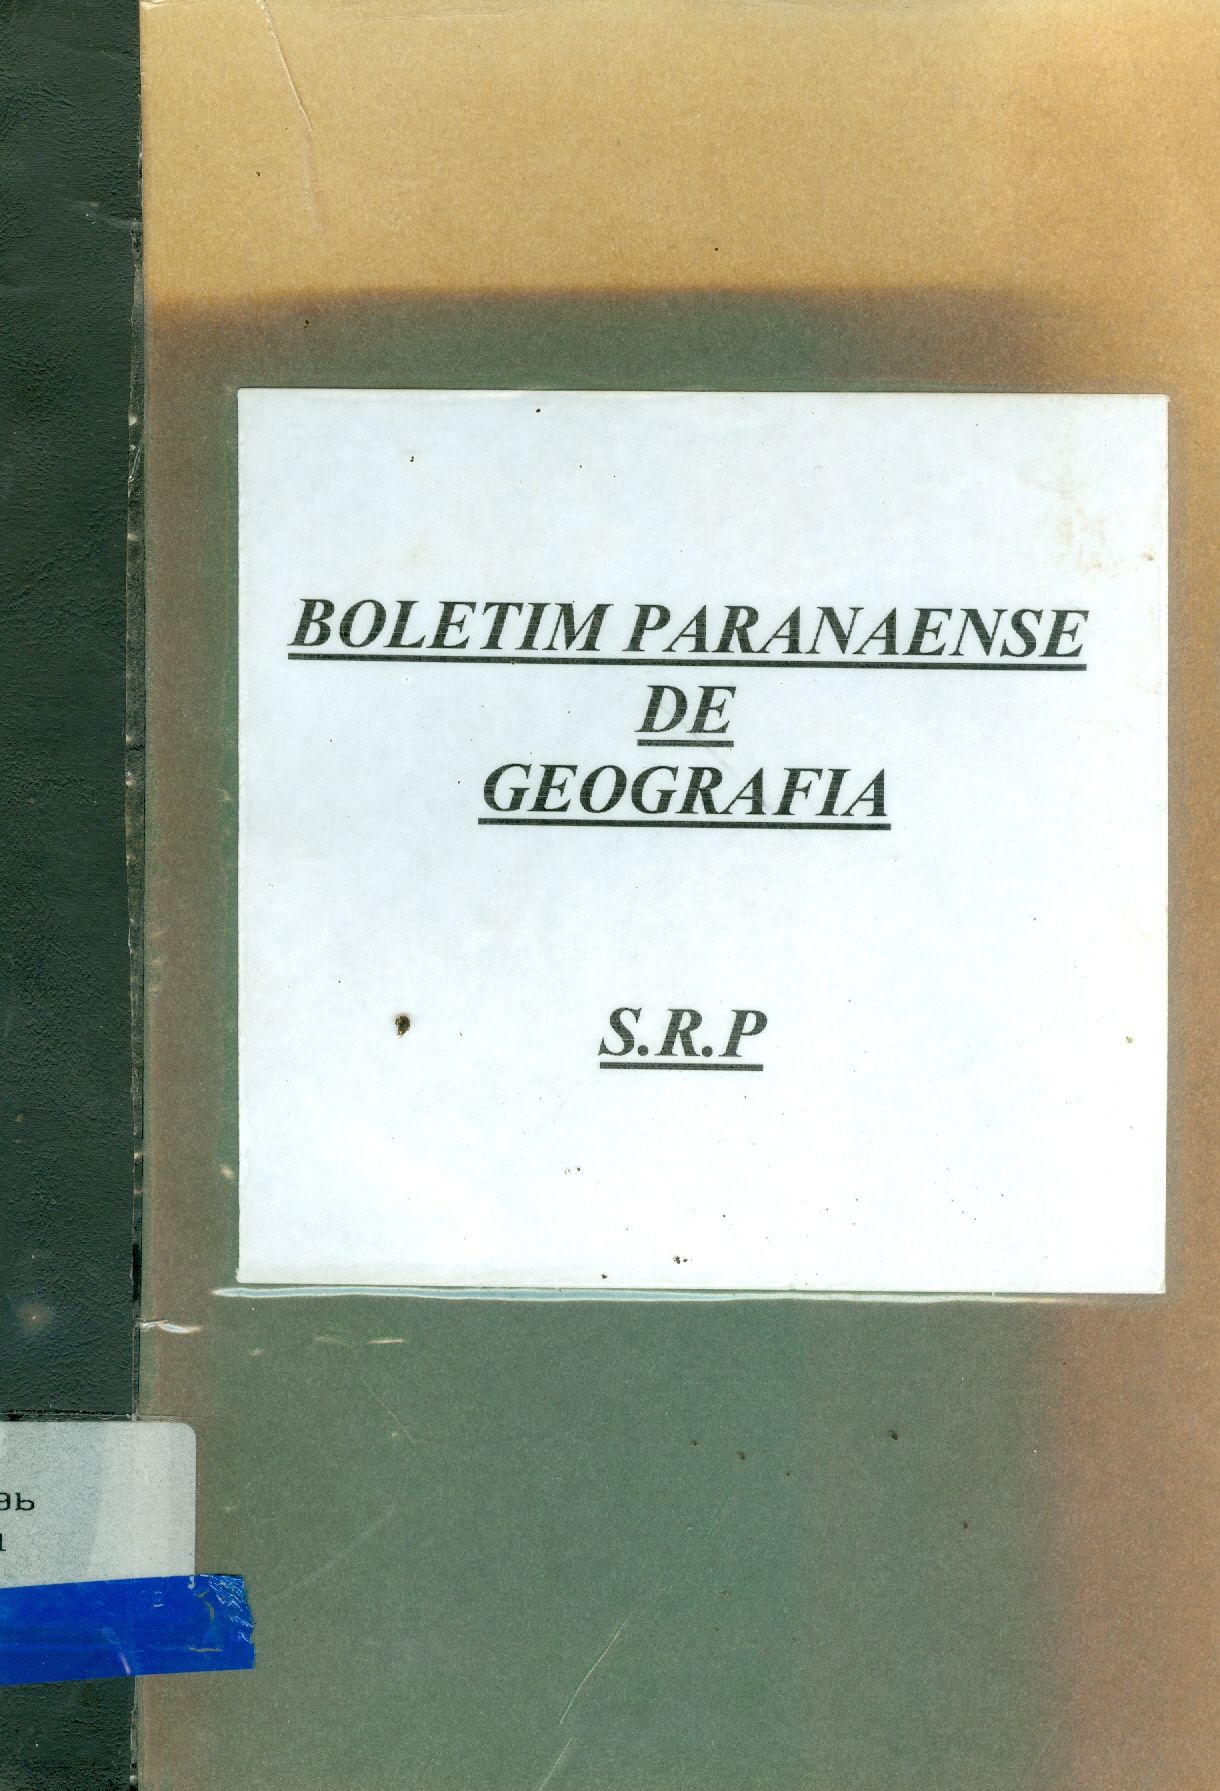 BOLETIM PARANAENSE
DE
GEOGRAFIA
S.R.P